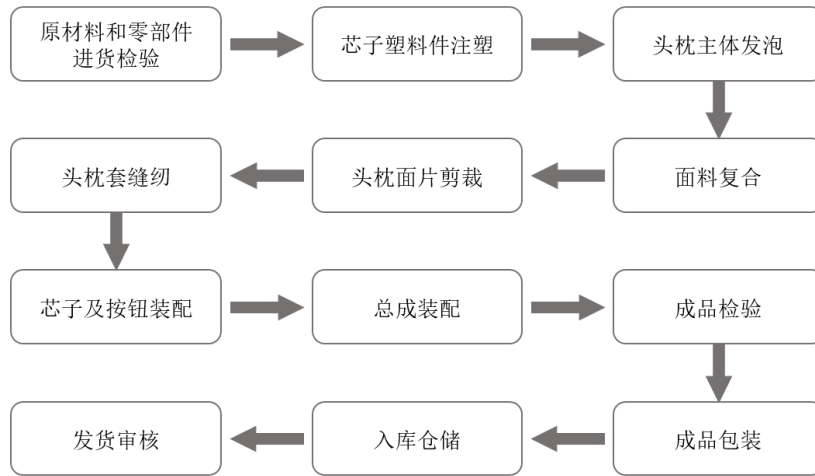 原材料和零部件
进货检验
芯子塑料件注塑
头枕主体发泡
面料复合
头枕面片剪裁
头枕套缝纫
芯子及按钮装配
总成装配
成品检验
成品包装
入库仓储
发货审核